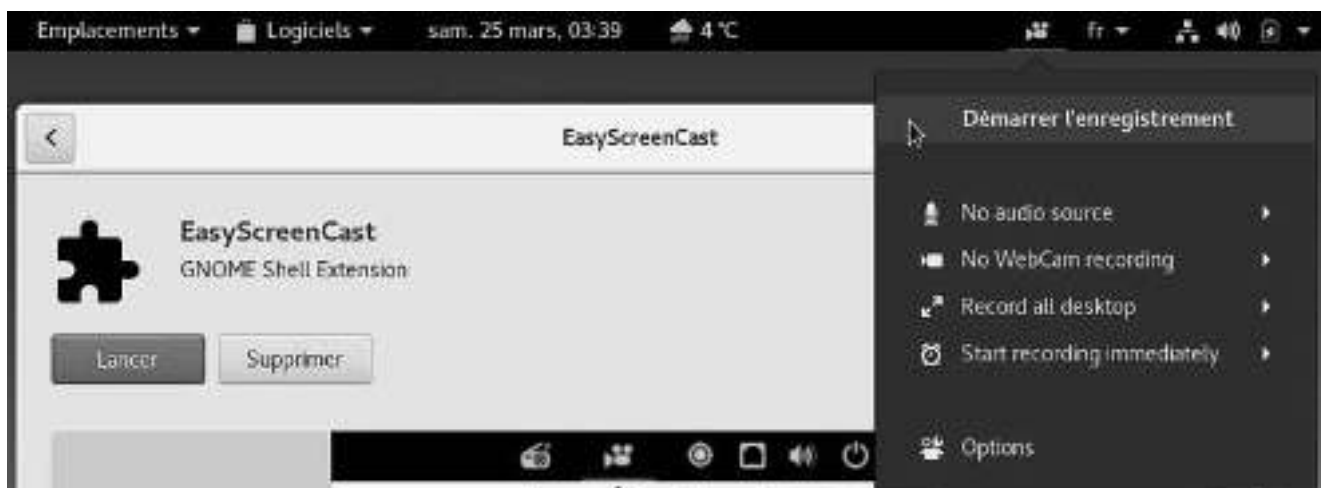 Emplacements Logiciels sam. 25 mars, 03:39 4 °C fr
EasyScreenCast
EasyScreenCast
GNOME Shell Extension
Lancer Supprimer
Démarrer l'enregistrement
No audio source
No WebCam recording
Record all desktop
Start recording immediately
Options